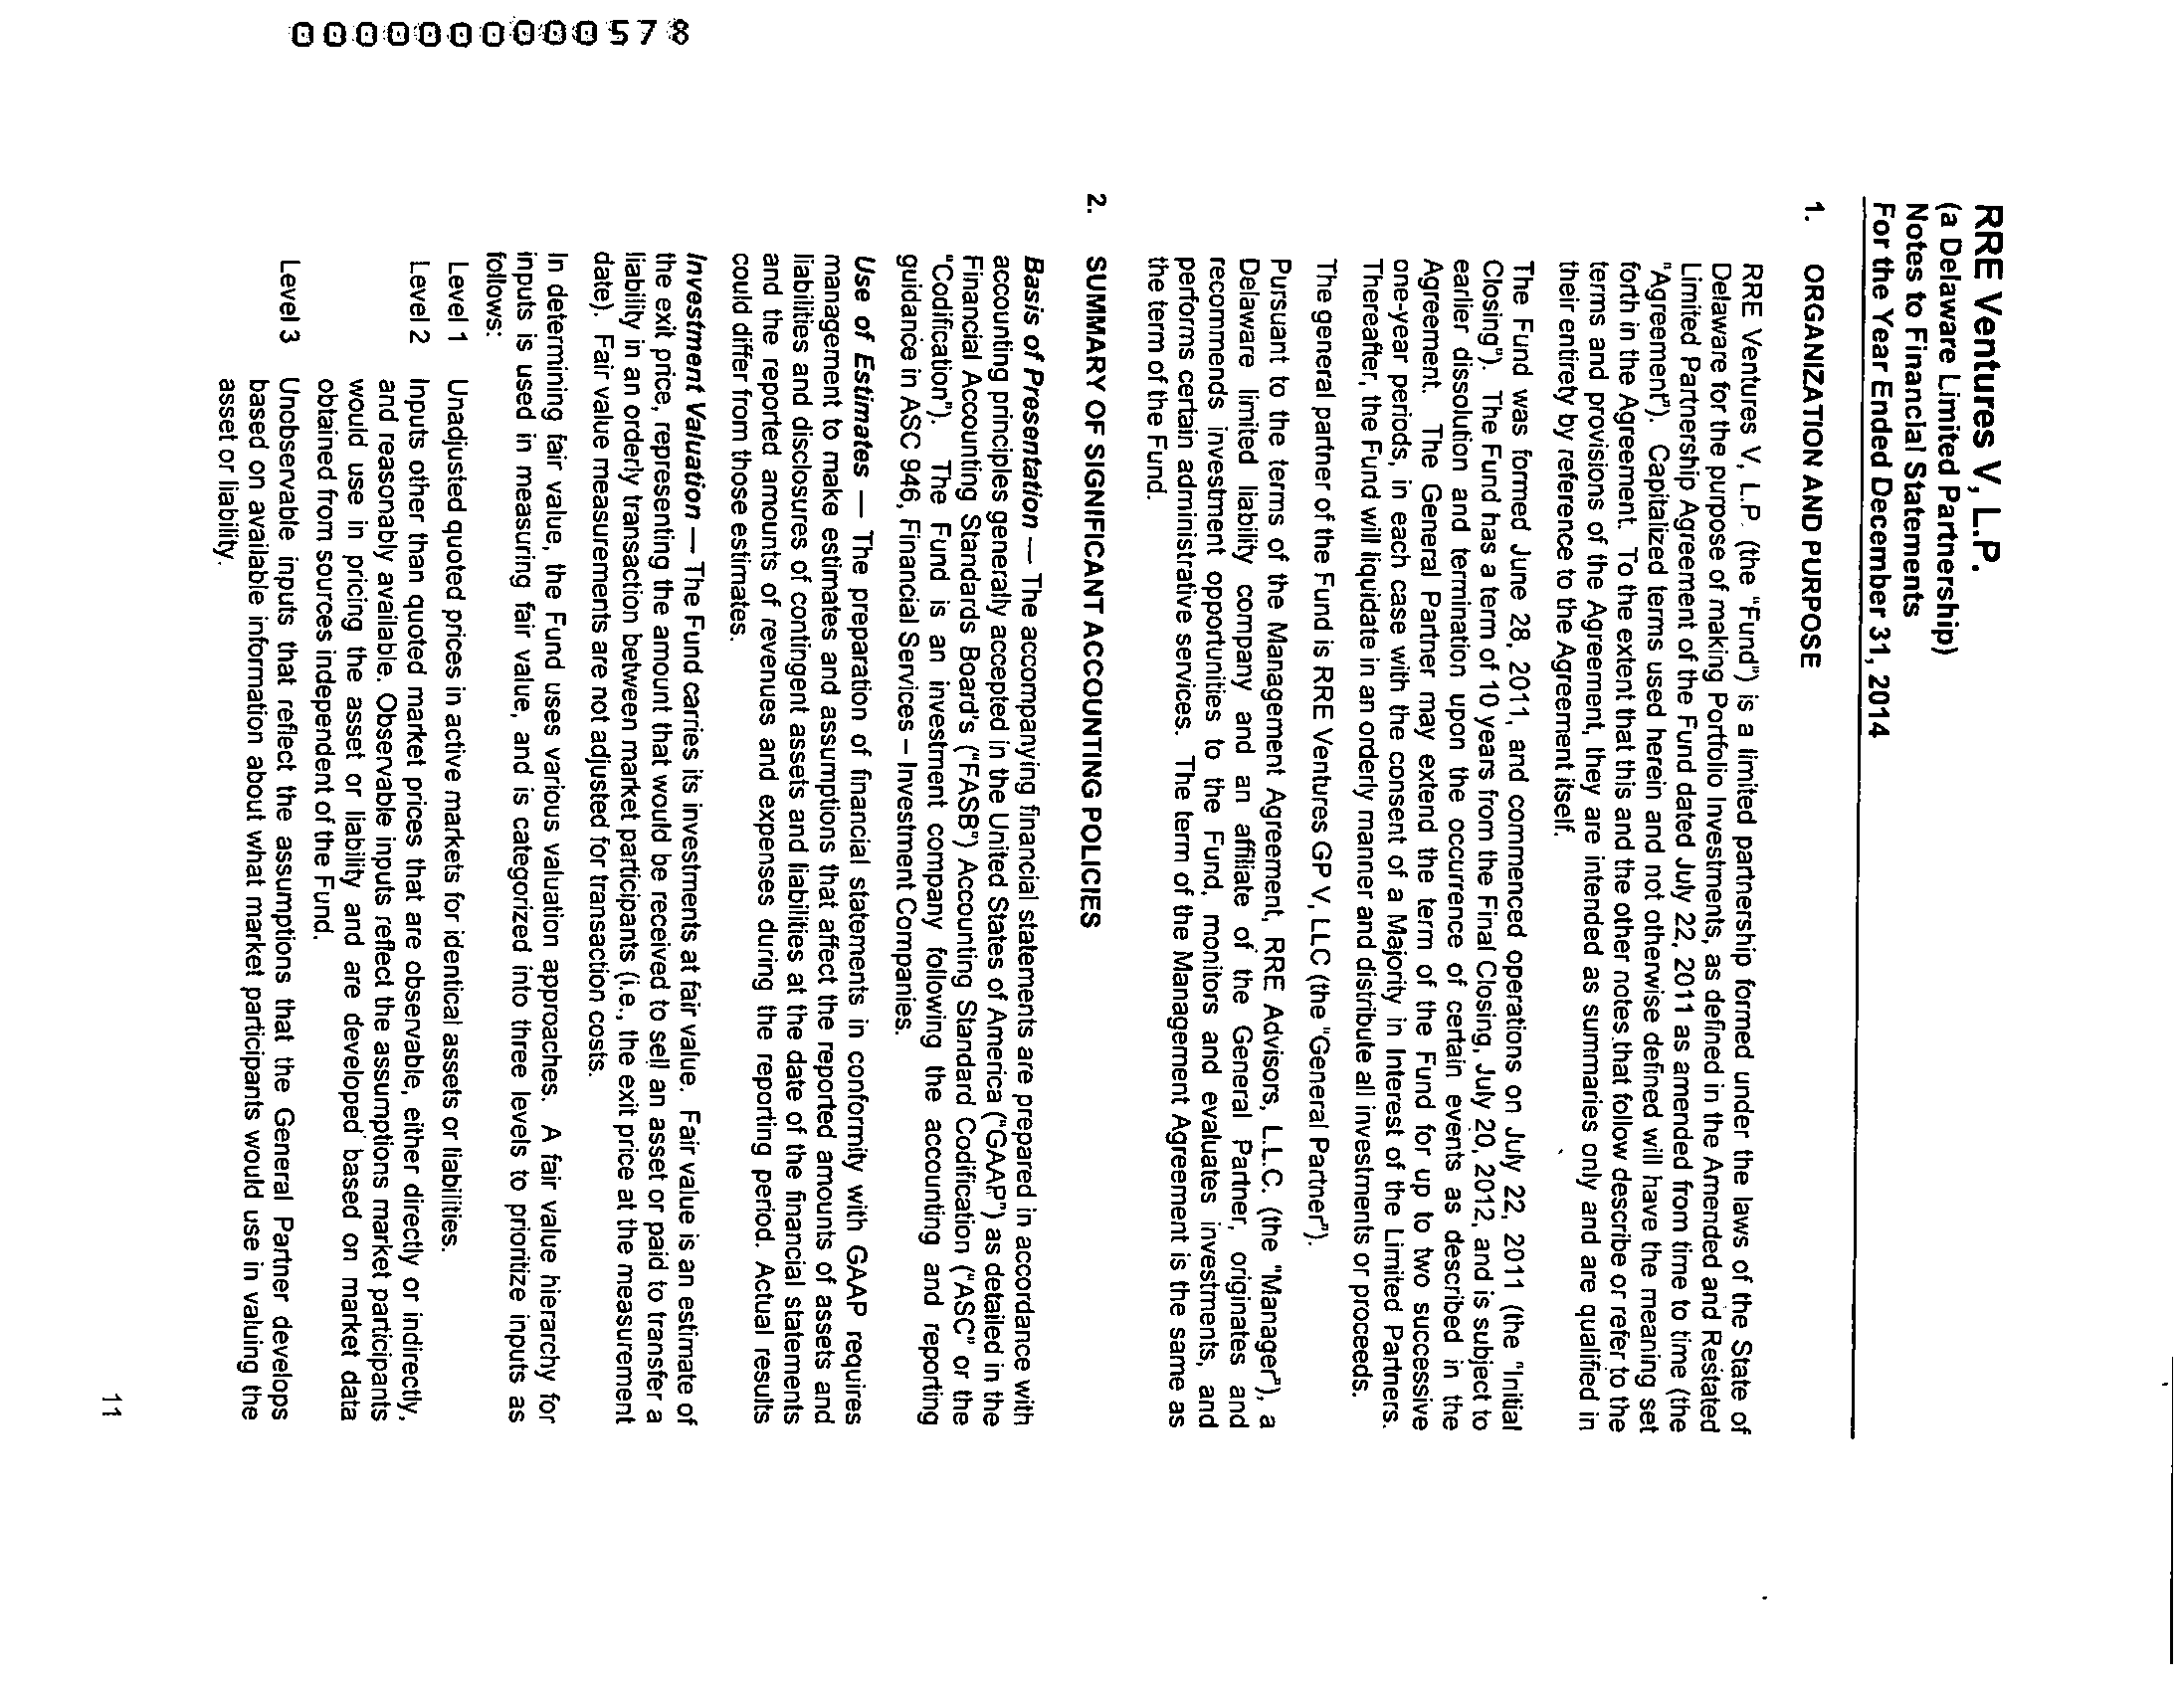 000000000578
RRE Ventures V, L.P.
(a Delaware Limited Partnership)
Notes to Financial Statements
For the Year Ended December 31, 2014
1. ORGANIZATION AND PURPOSE
RRE Ventures V, L.P. (the "Fund") is a limited partnership formed under the laws of the State of
Delaware for the purpose of making Portfolio Investments, as defined in the Amended and Restated
Limited Partnership Agreement of the Fund dated July 22, 2011 as amended from time to time (the
"Agreement"). Capitalized terms used herein and not otherwise defined will have the meaning set
forth in the Agreement. To the extent that this and the other notes that follow describe or refer to the
terms and provisions of the Agreement, they are intended as summaries only and are qualified in
their entirety by reference to the Agreement itself.
The Fund was formed June 28, 2011, and commenced operations on July 22, 2011 (the "Initial
Closing"). The Fund has a term of 10 years from the Final Closing, July 20, 2012, and is subject to
earlier dissolution and termination upon the occurrence of certain events as described in the
Agreement. The General Partner may extend the term of the Fund for up to two successive
one-year periods, in each case with the consent of a Majority in Interest of the Limited Partners.
Thereafter, the Fund will liquidate in an orderly manner and distribute all investments or proceeds.
The general partner of the Fund is RRE Ventures GP V, LLC (the "General Partner").
Pursuant to the terms of the Management Agreement, RRE Advisors, L.L.C. (the "Manager"), a
Delaware limited liability company and an affiliate of the General Partner, originates and
recommends investment opportunities to the Fund, monitors and evaluates investments, and
performs certain administrative services. The term of the Management Agreement is the same as
the term of the Fund.
2. SUMMARY OF SIGNIFICANT ACCOUNTING POLICIES
Basis of Presentation — The accompanying financial statements are prepared in accordance with
accounting principles generally accepted in the United States of America ("GAAP") as detailed in the
Financial Accounting Standards Board's ("FASB") Accounting Standard Codification ("ASC" or the
"Codification"). The Fund is an investment company following the accounting and reporting
guidance in ASC 946, Financial Services – Investment Companies.
Use of Estimates — The preparation of financial statements in conformity with GAAP requires
management to make estimates and assumptions that affect the reported amounts of assets and
liabilities and disclosures of contingent assets and liabilities at the date of the financial statements
and the reported amounts of revenues and expenses during the reporting period. Actual results
could differ from those estimates.
Investment Valuation — The Fund carries its investments at fair value. Fair value is an estimate of
the exit price, representing the amount that would be received to sell an asset or paid to transfer a
liability in an orderly transaction between market participants (i.e., the exit price at the measurement
date). Fair value measurements are not adjusted for transaction costs.
In determining fair value, the Fund uses various valuation approaches. A fair value hierarchy for
inputs is used in measuring fair value, and is categorized into three levels to prioritize inputs as
follows:
Level 1 Unadjusted quoted prices in active markets for identical assets or liabilities.
Level 2 Inputs other than quoted market prices that are observable, either directly or indirectly,
and reasonably available. Observable inputs reflect the assumptions market participants
would use in pricing the asset or liability and are developed based on market data
obtained from sources independent of the Fund.
Level 3 Unobservable inputs that reflect the assumptions that the General Partner develops
based on available information about what market participants would use in valuing the
asset or liability.
11